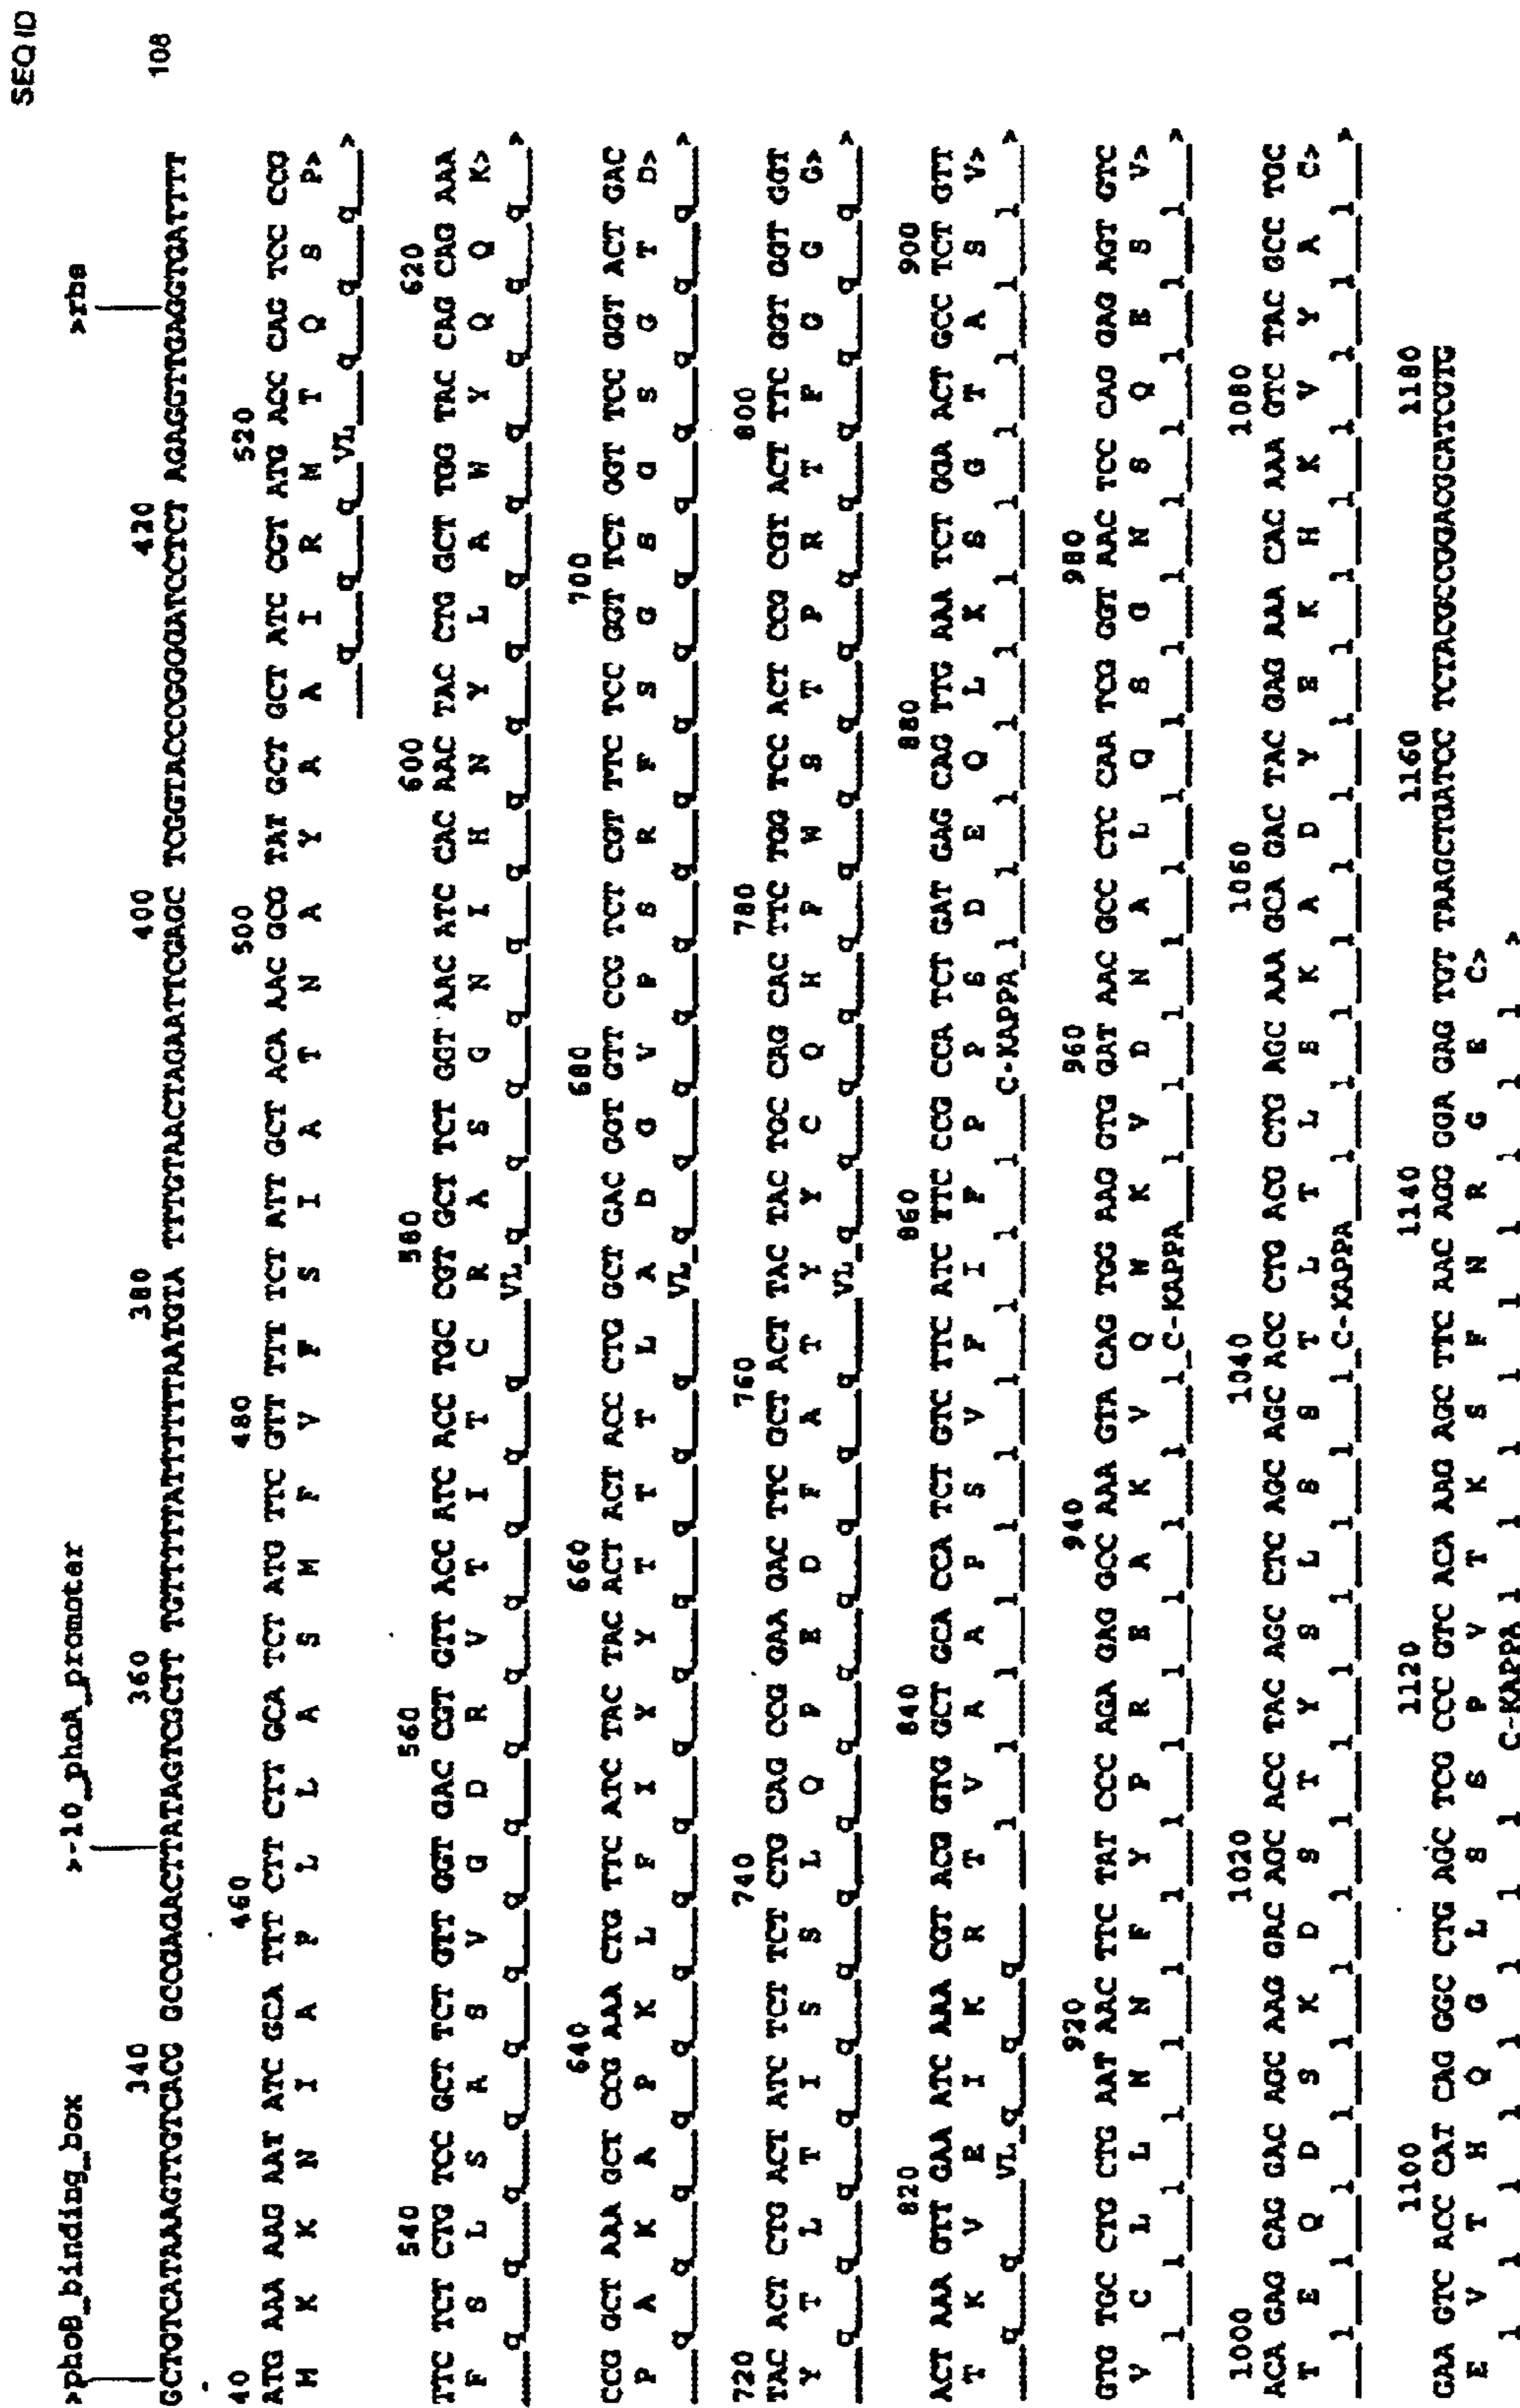 SEQ ID
>phoB_binding_box >-10_phoA_promoter >rbs
340 360 380 400 420
GCTGTCATAAAGTTGTCACG GCCGAGACTTATAGTCGCTT TGTTTTTATTTTTTAATGTA TTTGTAACTAGAATTCGAGC TCGGTACCCGGGGATCCTCT AGAGGTTGAGGTGATTTT 108
40 460 480 500 520
ATG AAA AAG AAT ATC GCA TTT CTT CTT GCA TCT ATG TTC GTT TTT TCT ATT GCT ACA AAC GCG TAT GCT GCT ATC CGT ATG ACC CAG TCC CCG
M K K N I A F L L A S M F V F S I A T N A Y A A I R M T Q S P>
q q q VL q q q >
540 560 580 600 620
TTC TCT CTG TCC GCT TCT GTT GGT GAC CGT GTT ACC ATC ACC TGC CGT GCT TCT GGT AAC ATC CAC AAC TAC CTG GCT TGG TAC CAG CAG AAA
F S L S A S V G D R V T I T C R A S G N I H N Y L A W Y Q Q K>
q q q q q q q VL q q q q q q q q >
640 660 680 700
CCG GCT AAA GCT CCG AAA CTG TTC ATC TAC TAC ACT ACT ACC CTG GCT GAC GGT GTT CCG TCT CGT TTC TCC GGT TCT GGT TCC GGT ACT GAC
P A K A P K L F I Y Y T T T L A D G V P S R F S G S G S G T D>
q q q q q q q VL q q q q q q q q >
720 740 760 780 800
TAC ACT CTG ACT ATC TCT TCT CTG CAG CCG GAA GAC TTC GCT ACT TAC TAC TGC CAG CAC TTC TGG TCC ACT CCG CGT ACT TTC GGT GGT GGT
Y T L T I S S L Q P E D F A T Y Y C Q H F W S T P R T F G G G>
q q q q q q q VL q q q q q q q q >
820 840 860 880 900
ACT AAA GTT GAA ATC AAA CGT ACG GTG GCT GCA CCA TCT GTC TTC ATC TTC CCG CCA TCT GAT GAG CAG TTG AAA TCT GGA ACT GCC TCT GTT
T K V E I K R T V A A P S V F I F P P S D E Q L K S G T A S V>
q q VL q q q l l l l l C-KAPPA l l l l l l >
920 940 960 980
GTG TGC CTG CTG AAT AAC TTC TAT CCC AGA GAG GCC AAA GTA CAG TGG AAG GTG GAT AAC GCC CTC CAA TCG GGT AAC TCC CAG GAG AGT GTC
V C L L N N F Y P R E A K V Q W K V D N A L Q S G N S Q E S V>
l l l l l l l C-KAPPA l l l l l l l l
1000 1020 1040 1060 1080
ACA GAG CAG GAC AGC AAG GAC AGC ACC TAC AGC CTC AGC AGC ACC CTG ACG CTG AGC AAA GCA GAC TAC GAG AAA CAC AAA GTC TAC GCC TGC
T E Q D S K D S T Y S L S S T L T L S K A D Y E K H K V Y A C>
l l l l l l l C-KAPPA l l l l l l l l >
1100 1120 1140 1160 1180
GAA GTC ACC CAT CAG GGC CTG AGC TCG CCC GTC ACA AAG AGC TTC AAC AGG GGA GAG TGT TAAGCTGATCC TCTACGCCGGACGCATCGTG
E V T H Q G L S S P V T K S F N R G E C>
l l l l l C-KAPPA l l l l l >